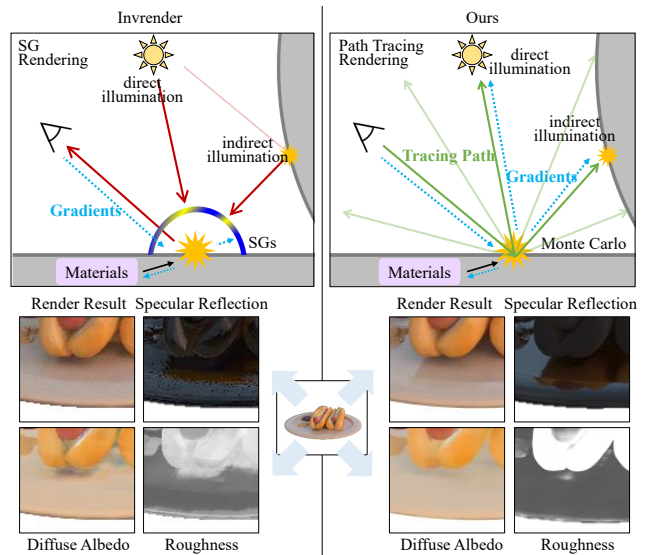 Invrender
SG
Rendering
direct
illumination
indirect
illumination
Gradients
SGs
Materials
Render Result
Specular Reflection
Diffuse Albedo
Roughness
Ours
Path Tracing
Rendering
direct
illumination
indirect
illumination
Tracing Path
Gradients
Monte Carlo
Materials
Render Result
Specular Reflection
Diffuse Albedo
Roughness